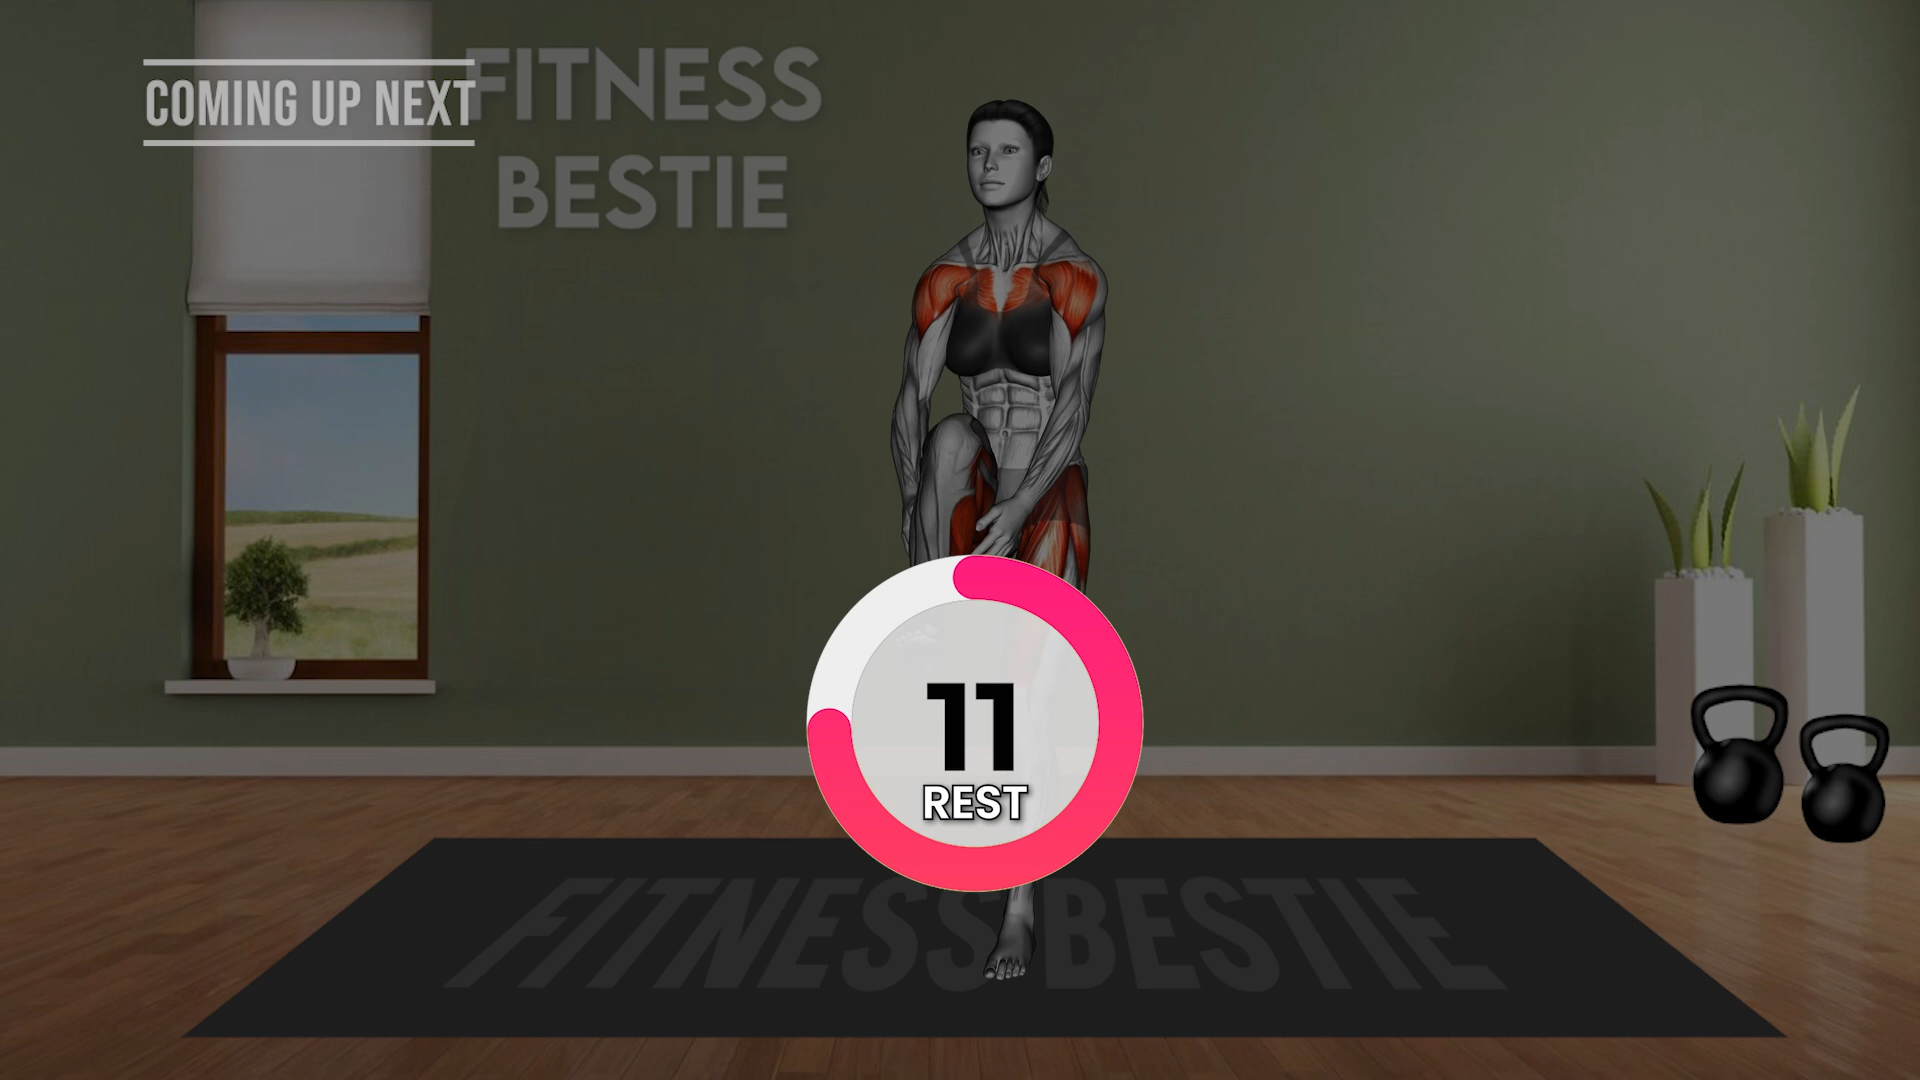 COMING UP NEXT
FITNESS
BESTIE
11
REST
FITNESS BESTIE